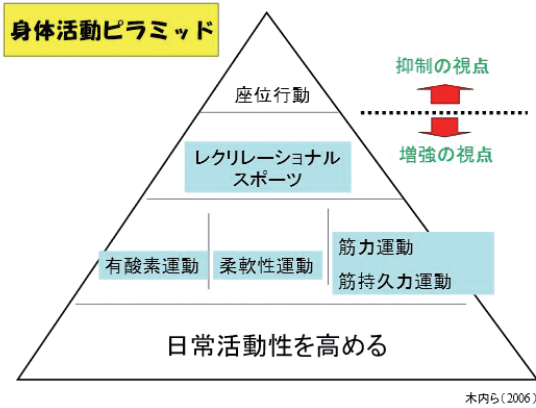 身体活動ピラミッド
座位行動
抑制の視点
増強の視点
レクリレーショナル
スポーツ
有酸素運動
柔軟性運動
筋力運動
筋持久力運動
日常活動性を高める
木内ら(2006)